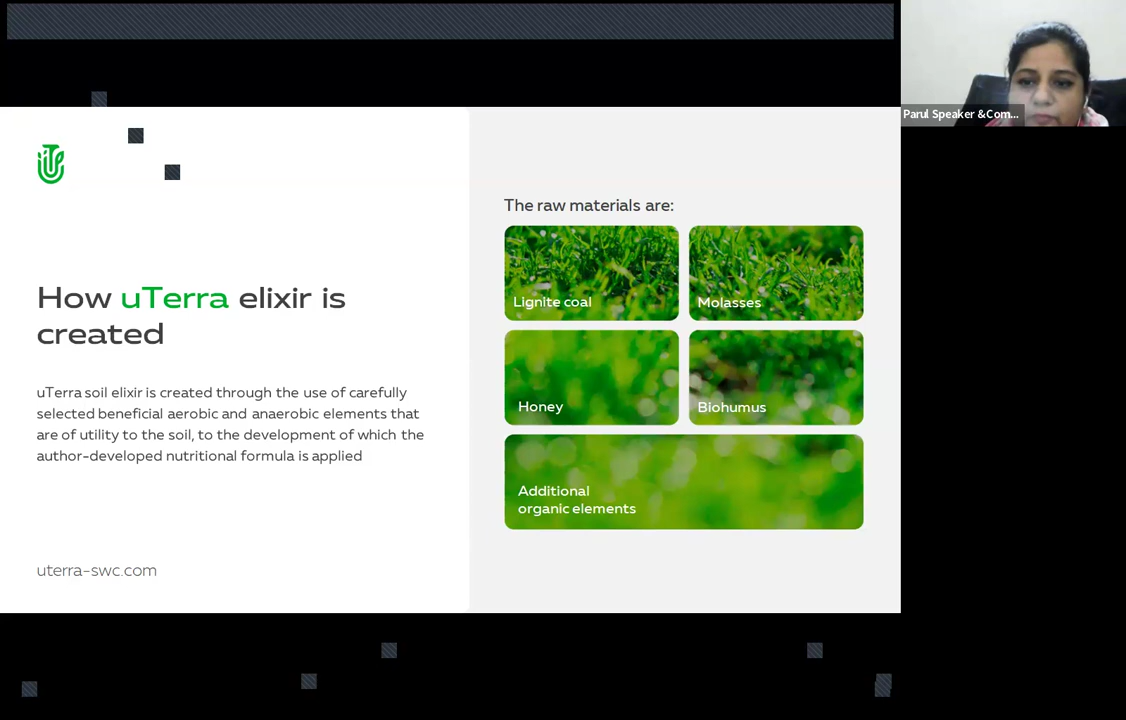 Parul Speaker &Com...
How uTerra elixir is
created
uTerra soil elixir is created through the use of carefully
selected beneficial aerobic and anaerobic elements that
are of utility to the soil, to the development of which the
author-developed nutritional formula is applied
uterra-swc.com
The raw materials are:
Lignite coal
Molasses
Honey
Biohumus
Additional
organic elements